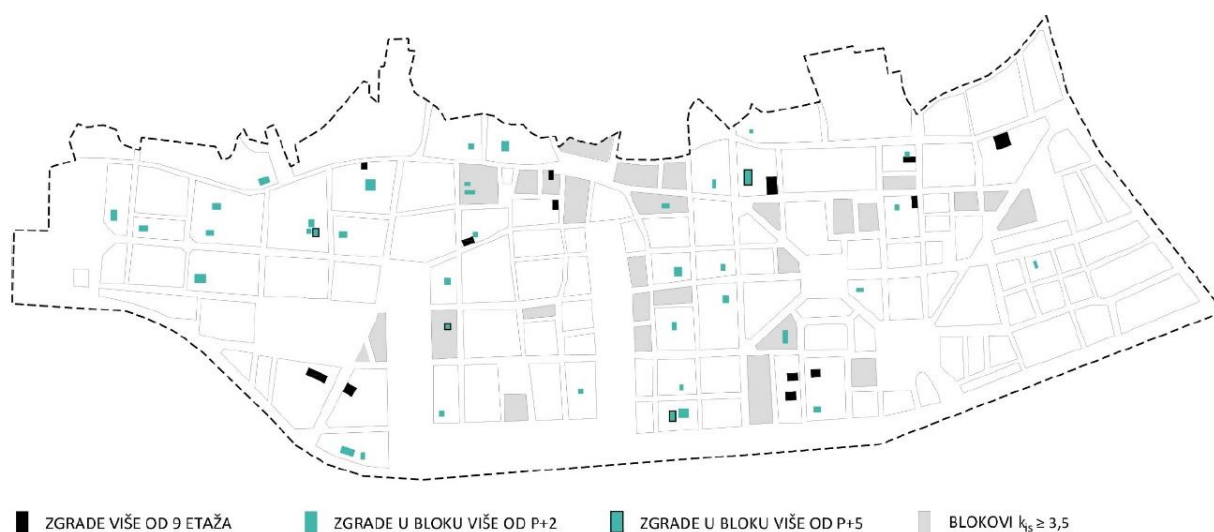 ZGRADE VIŠE OD 9 ETAŽA
ZGRADE U BLOKU VIŠE OD P+2
ZGRADE U BLOKU VIŠE OD P+5
BLOKOVI kis ≥ 3,5